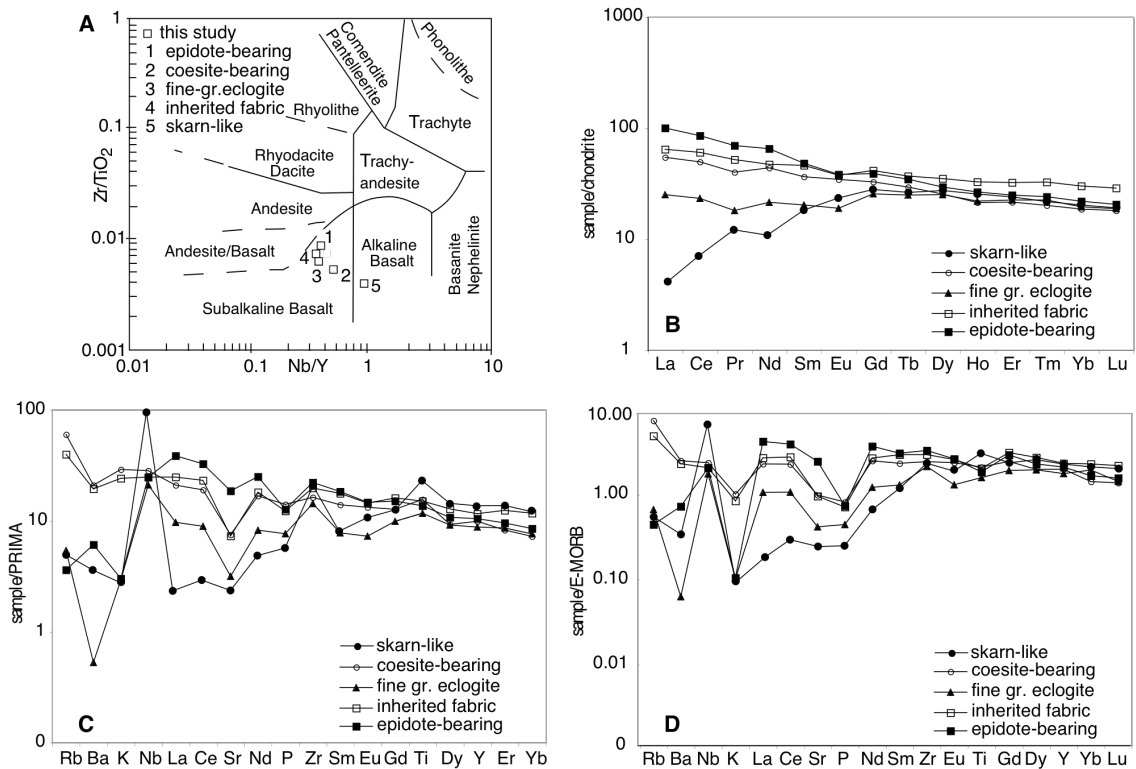 A
1
0.1
0.01
0.001
Zr/TiO2
□ this study
1 epidote-bearing
2 coesite-bearing
3 fine-gr.eclogite
4 inherited fabric
5 skarn-like
Comendite
Pantelleerite
Phonolithe
Rhyolithe
Trachyte
Rhyodacite
Dacite
Trachy-
andesite
Andesite
Andesite/Basalt
Alkaline
Basalt
Basanite
Nephelinite
Subalkaline Basalt
1
4
3
2
5
0.01
0.1
Nb/Y
1
10
1000
100
10
1
sample/chondrite
skarn-like
coesite-bearing
fine gr. eclogite
inherited fabric
epidote-bearing
B
La Ce Pr Nd Sm Eu Gd Tb Dy Ho Er Tm Yb Lu
100
10
1
0
sample/PRIMA
skarn-like
coesite-bearing
fine gr. eclogite
inherited fabric
epidote-bearing
C
Rb Ba K Nb La Ce Sr Nd P Zr Sm Eu Gd Ti Dy Y Er Yb
10.00
1.00
0.10
0.01
0
sample/E-MORB
skarn-like
coesite-bearing
fine gr. eclogite
inherited fabric
epidote-bearing
D
Rb Ba Nb K La Ce Sr P Nd Sm Zr Eu Ti Gd Dy Y Yb Lu